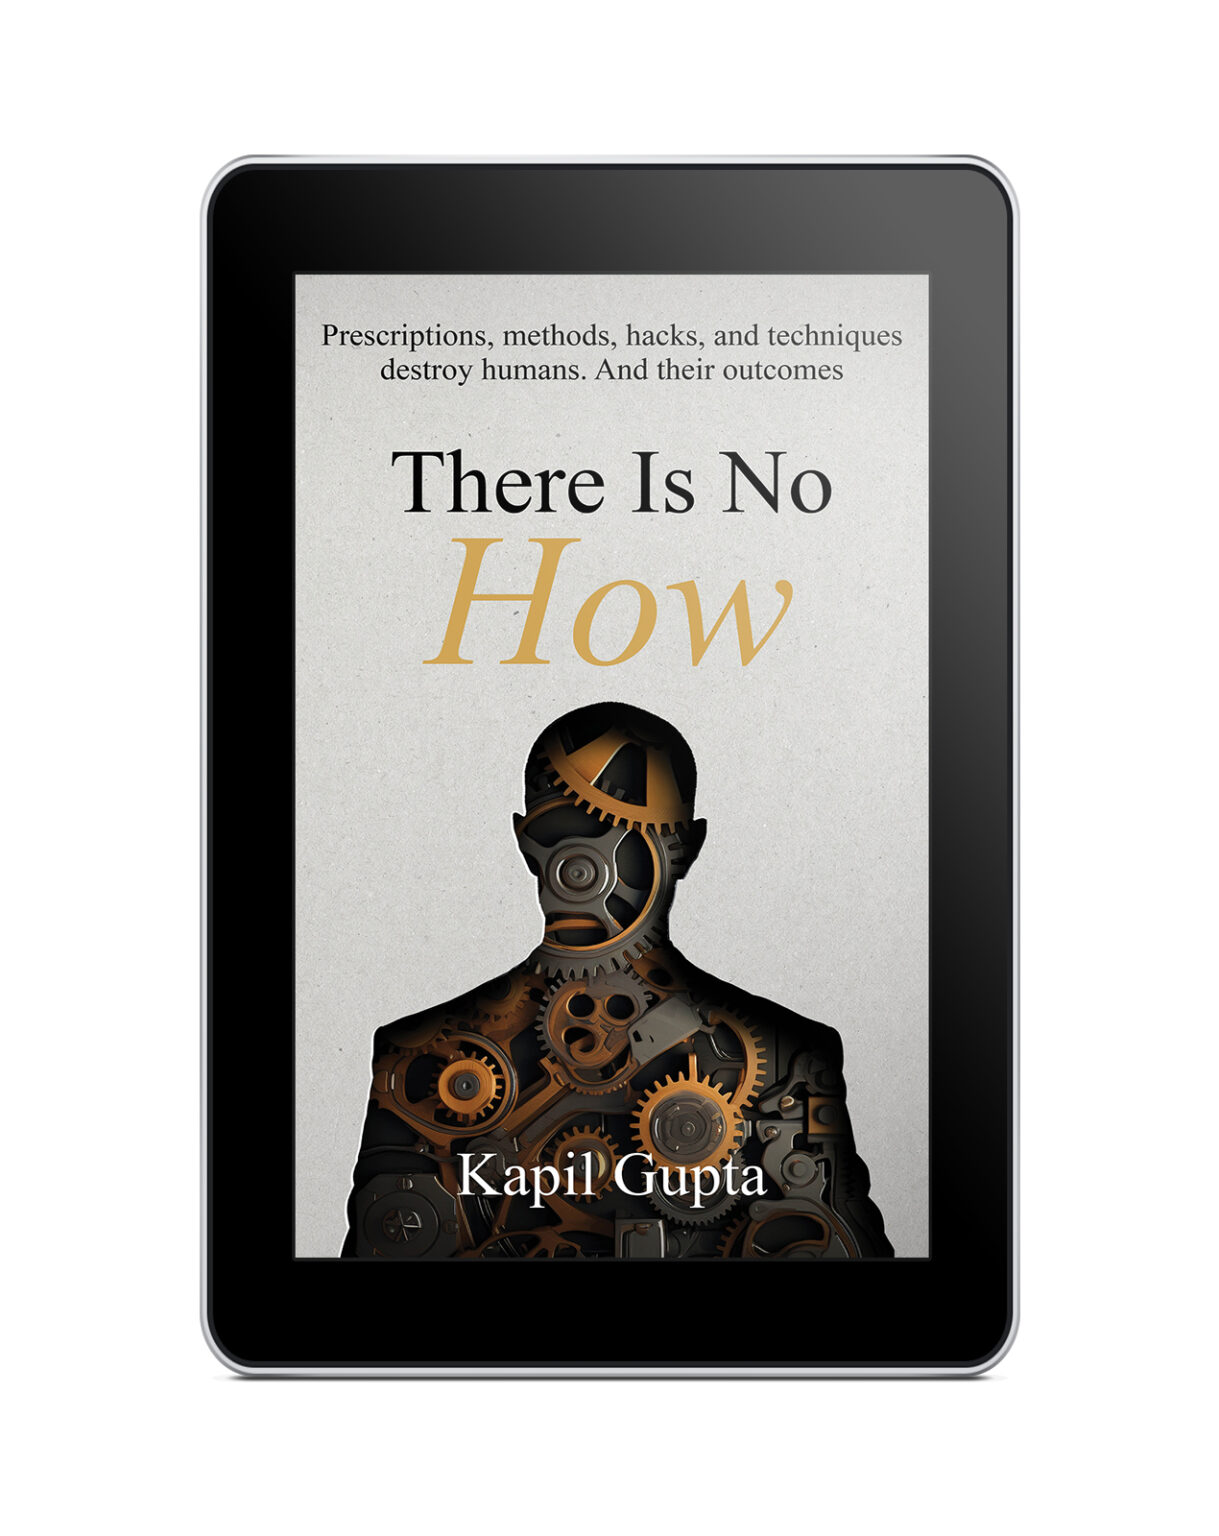 Prescriptions, methods, hacks, and techniques
destroy humans. And their outcomes
There Is No
How
Kapil Gupta